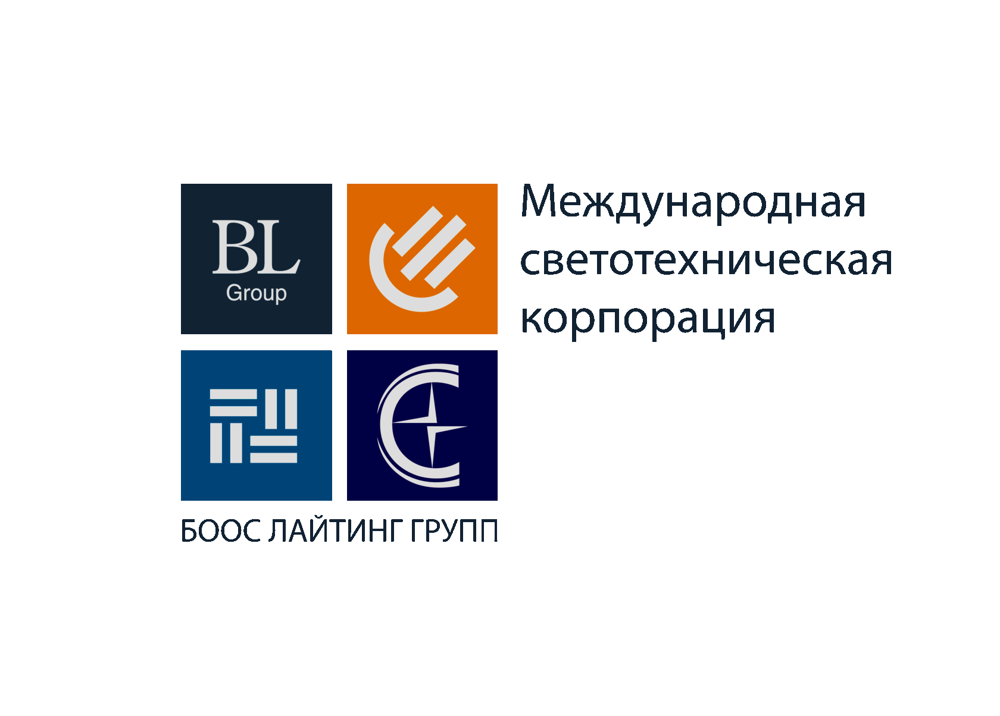 BL
Group
Международная
светотехническая
корпорация
БООС ЛАЙТИНГ ГРУПП